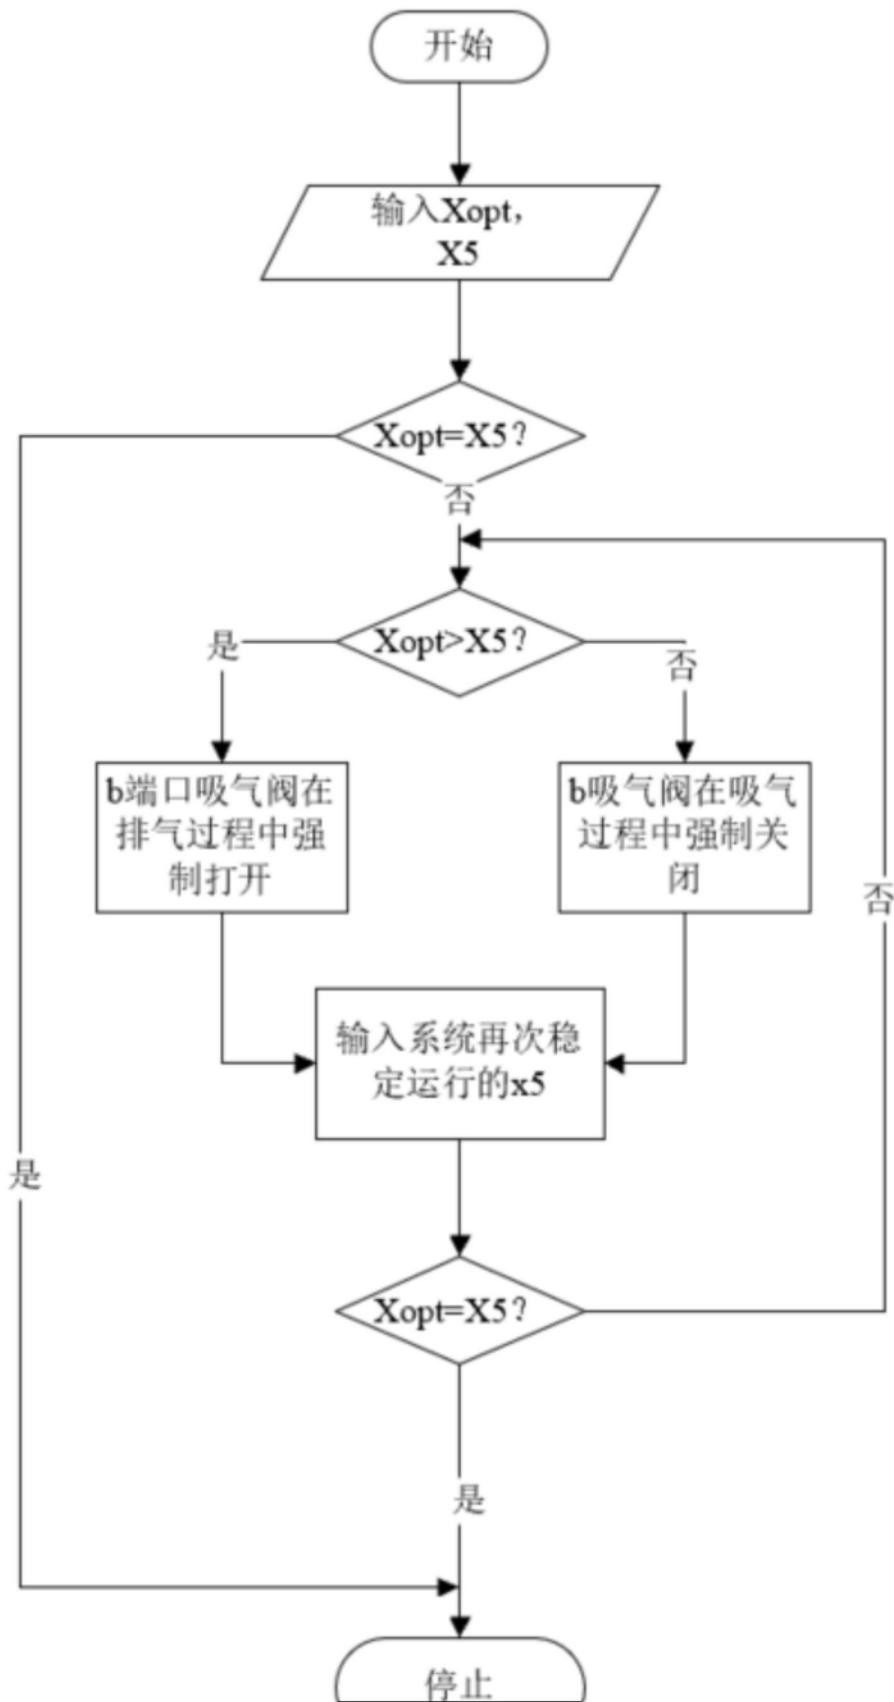 开始
输入Xopt，
X5
Xopt=X5？
否
Xopt>X5？
是
否
b端口吸气阀在
排气过程中强
制打开
b吸气阀在吸气
过程中强制关
闭
否
输入系统再次稳
定运行的x5
是
Xopt=X5？
是
停止